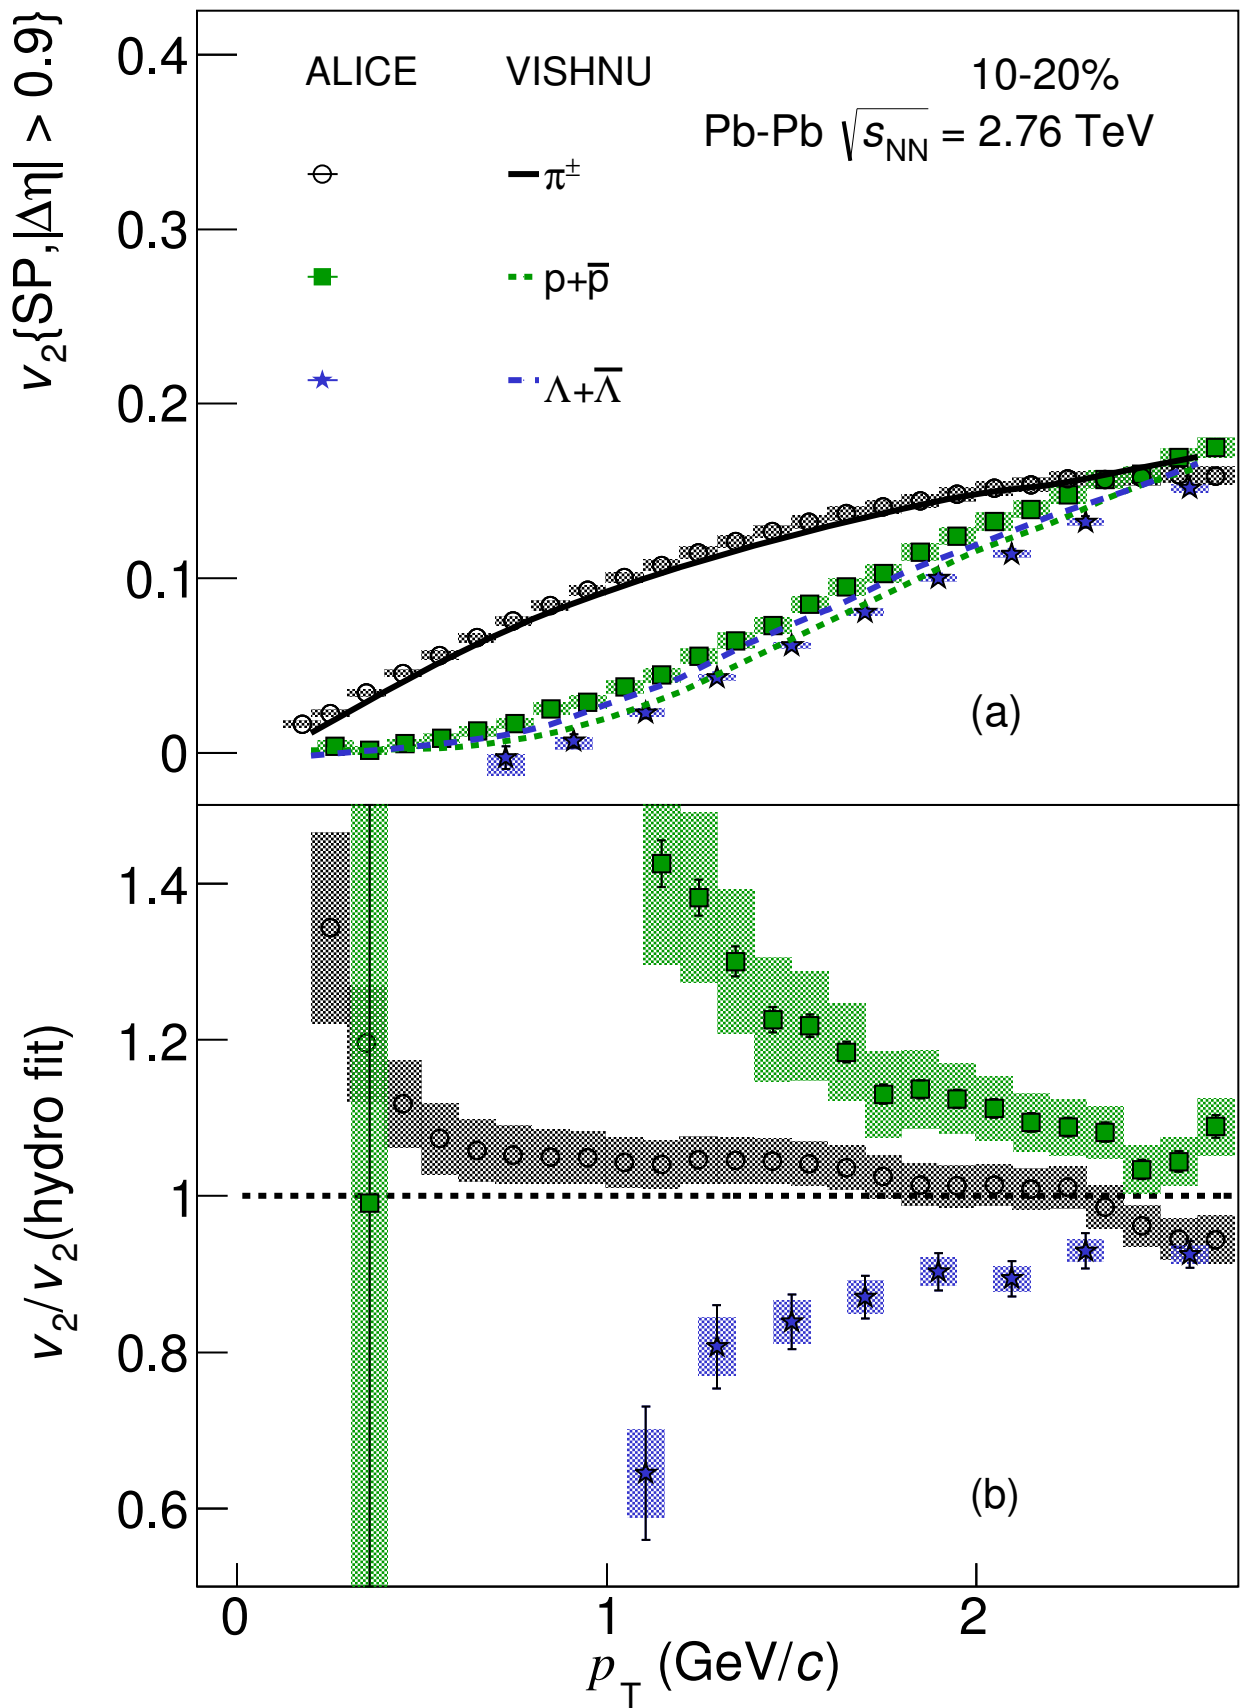 v₂{SP,|Δη| > 0.9}
0.4
0.3
0.2
0.1
0
ALICE VISHNU
10-20%
Pb-Pb √s_NN = 2.76 TeV
π±
p+p̅
Λ+Λ̅
(a)
v₂/v₂(hydro fit)
1.4
1.2
1
0.8
0.6
(b)
0 1 2
p_T (GeV/c)